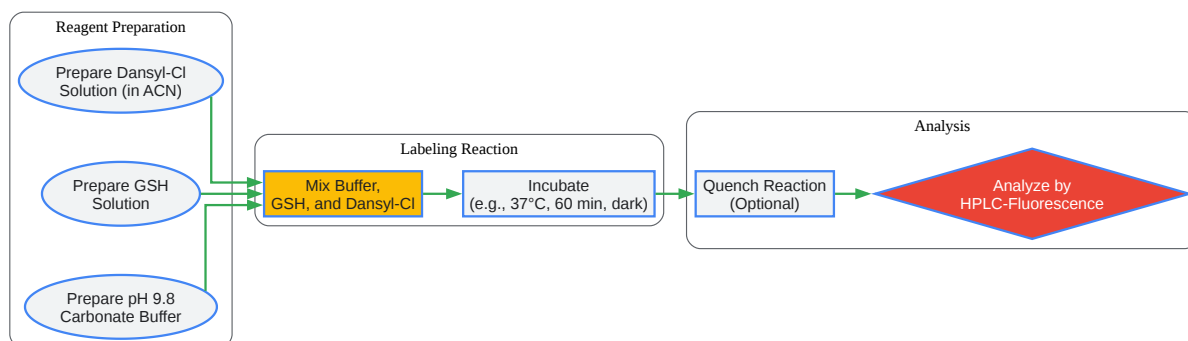 Reagent Preparation
Prepare Dansyl-Cl
Solution (in ACN)
Prepare GSH
Solution
Prepare pH 9.8
Carbonate Buffer
Labeling Reaction
Mix Buffer,
GSH, and Dansyl-Cl
Incubate
(e.g., 37°C, 60 min, dark)
Analysis
Quench Reaction
(Optional)
Analyze by
HPLC-Fluorescence